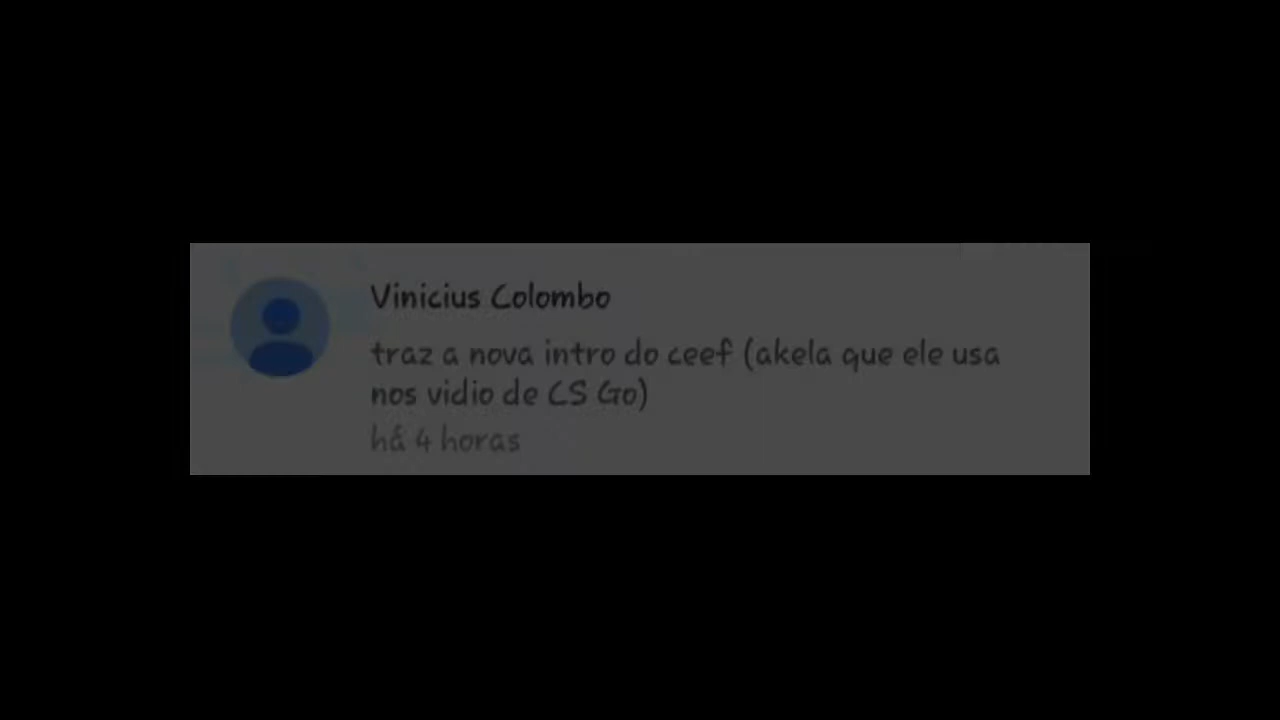 Vinicius Colombo
traz a nova intro do ceef (akela que ele usa
nos vidio de CS Go)
há 4 horas